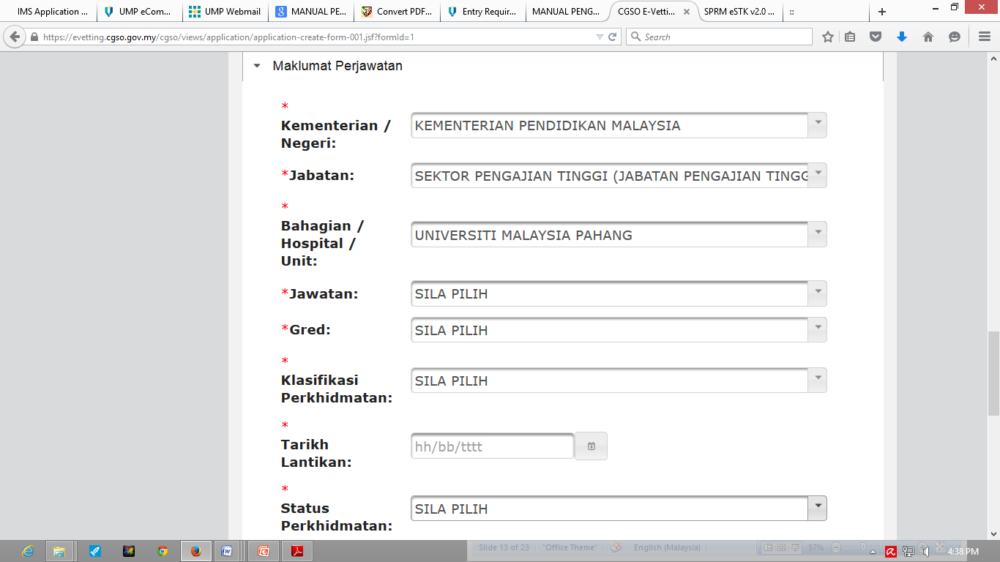 IMS Application ...
UMP eCom...
UMP Webmail
MANUAL PE...
Convert PDF...
Entry Requir...
MANUAL PENG...
CGSO E-Vetti...
SPRM eSTK v2.0 ...
https://evetting.cgso.gov.my/cgso/views/application/application-create-form-001.jsf?formId=1
Search
Maklumat Perjawatan
*
Kementerian /
Negeri:
KEMENTERIAN PENDIDIKAN MALAYSIA
*Jabatan:
SEKTOR PENGAJIAN TINGGI (JABATAN PENGAJIAN TINGG
*
Bahagian /
Hospital /
Unit:
UNIVERSITI MALAYSIA PAHANG
*Jawatan:
SILA PILIH
*Gred:
SILA PILIH
*
Klasifikasi
Perkhidmatan:
SILA PILIH
*
Tarikh
Lantikan:
hh/bb/tttt
*
Status
Perkhidmatan:
SILA PILIH
Slide 13 of 23
"Office Theme"
English (Malaysia)
57%
4:38 PM